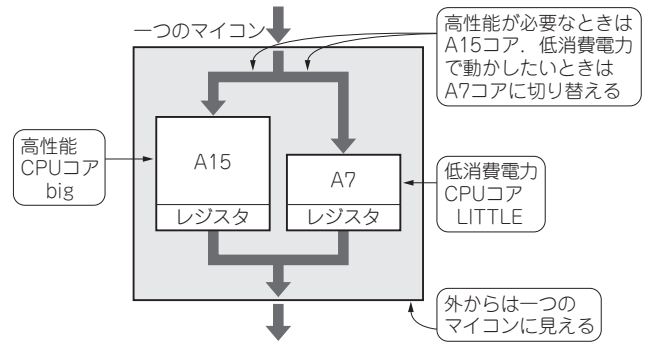 一つのマイコン
高性能が必要なときは
A15コア．低消費電力
で動かしたいときは
A7コアに切り替える
高性能
CPUコア
big
A15
レジスタ
A7
レジスタ
低消費電力
CPUコア
LITTLE
外からは一つの
マイコンに見える